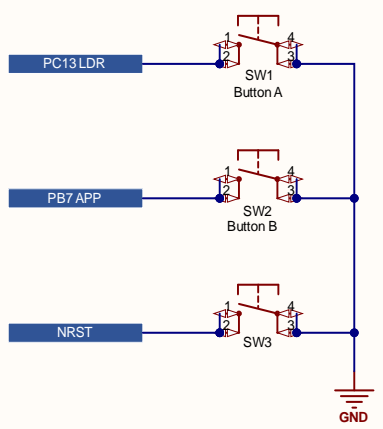 1 4
PC13 LDR 2 3
SW1
Button A
1 4
PB7 APP 2 3
SW2
Button B
1 4
NRST 2 3
SW3
GND